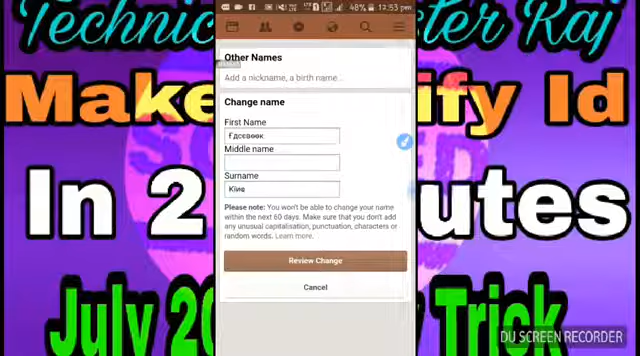 Technic ster Raj
Make ify Id
In 2 utes
July 20 Trick
48% 12:53 pm
Other Names
Add a nickname, a birth name...
Change name
First Name
Middle name
Surname
Please note: You won't be able to change your name
within the next 60 days. Make sure that you don't add
any unusual capitalisation, punctuation, characters or
random words. Learn more.
Review Change
Cancel
DU SCREEN RECORDER